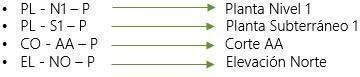 • PL - N1 – P Planta Nivel 1
• PL - S1 – P Planta Subterráneo 1
• CO - AA – P Corte AA
• EL - NO – P Elevación Norte